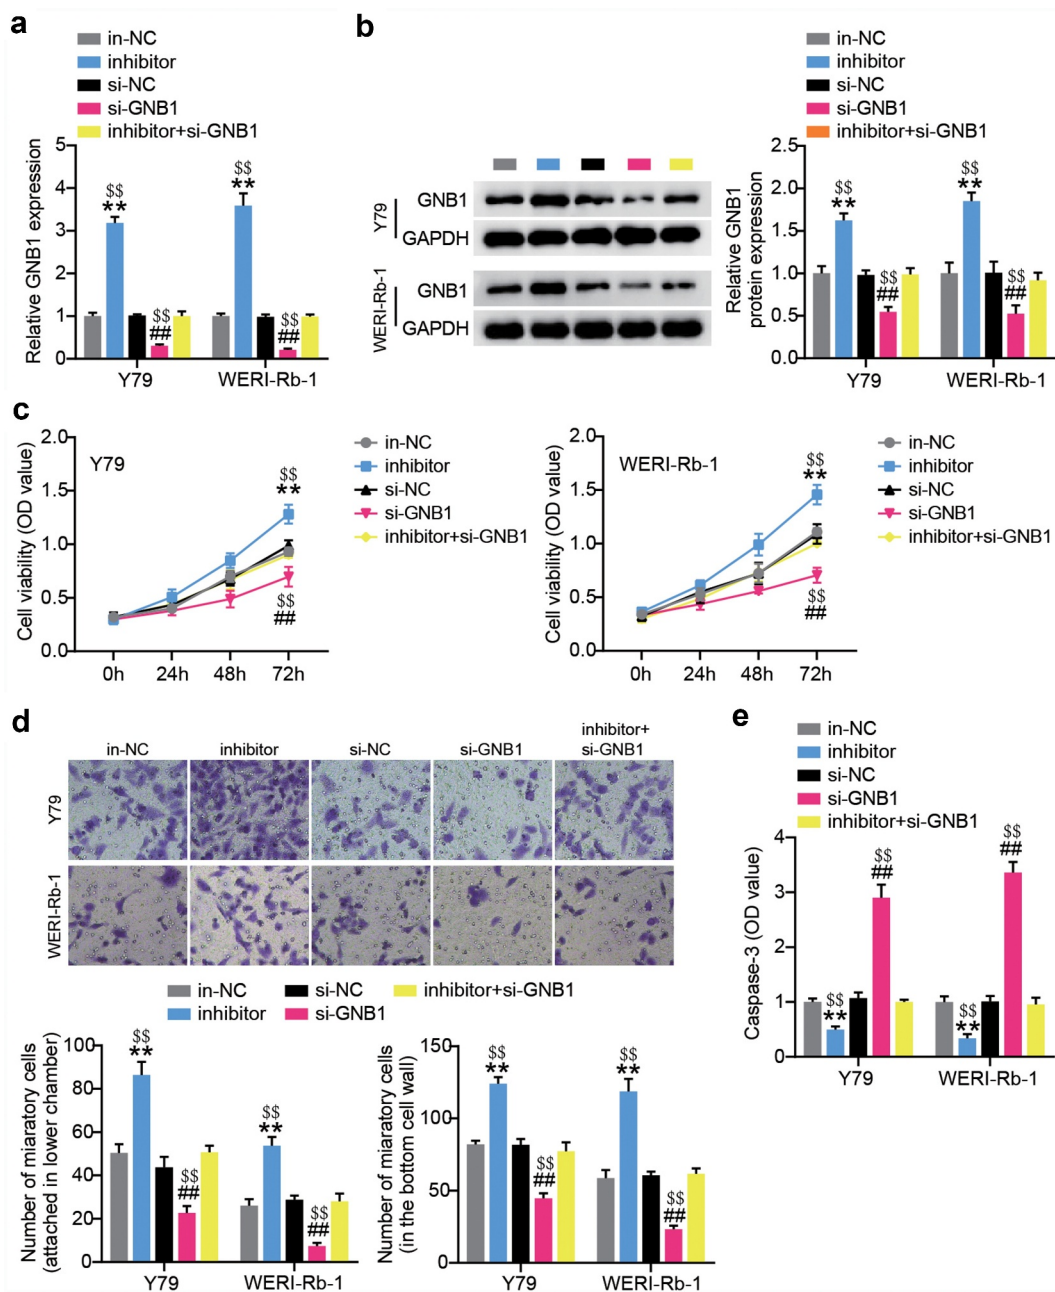 a
in-NC
inhibitor
si-NC
si-GNB1
inhibitor+si-GNB1
Relative GNB1 expression
5
4
3
2
1
0
$$
**
$$
##
$$
**
$$
##
Y79
WERI-Rb-1
b
Y79
GNB1
GAPDH
WERI-Rb-1
GNB1
GAPDH
in-NC
inhibitor
si-NC
si-GNB1
inhibitor+si-GNB1
Relative GNB1
protein expression
2.5
2.0
1.5
1.0
0.5
0.0
$$
**
$$
##
$$
**
$$
##
Y79
WERI-Rb-1
c
Cell viability (OD value)
2.0
1.5
1.0
0.5
0.0
Y79
$$
**
$$
##
0h 24h 48h 72h
in-NC
inhibitor
si-NC
si-GNB1
inhibitor+si-GNB1
Cell viability (OD value)
2.0
1.5
1.0
0.5
0.0
WERI-Rb-1
$$
**
$$
##
0h 24h 48h 72h
in-NC
inhibitor
si-NC
si-GNB1
inhibitor+si-GNB1
d
in-NC inhibitor si-NC si-GNB1 inhibitor+
si-GNB1
Y79
WERI-Rb-1
in-NC si-NC inhibitor+si-GNB1
inhibitor si-GNB1
Number of miaratory cells
(attached in lower chamber)
100
80
60
40
20
0
$$
**
$$
##
$$
**
$$
##
Y79
WERI-Rb-1
Number of miaratory cells
(in the bottom cell wall)
150
100
50
0
$$
**
$$
##
$$
**
$$
##
Y79
WERI-Rb-1
e
in-NC
inhibitor
si-NC
si-GNB1
inhibitor+si-GNB1
Caspase-3 (OD value)
4
3
2
1
0
$$
**
$$
##
$$
**
$$
##
Y79
WERI-Rb-1